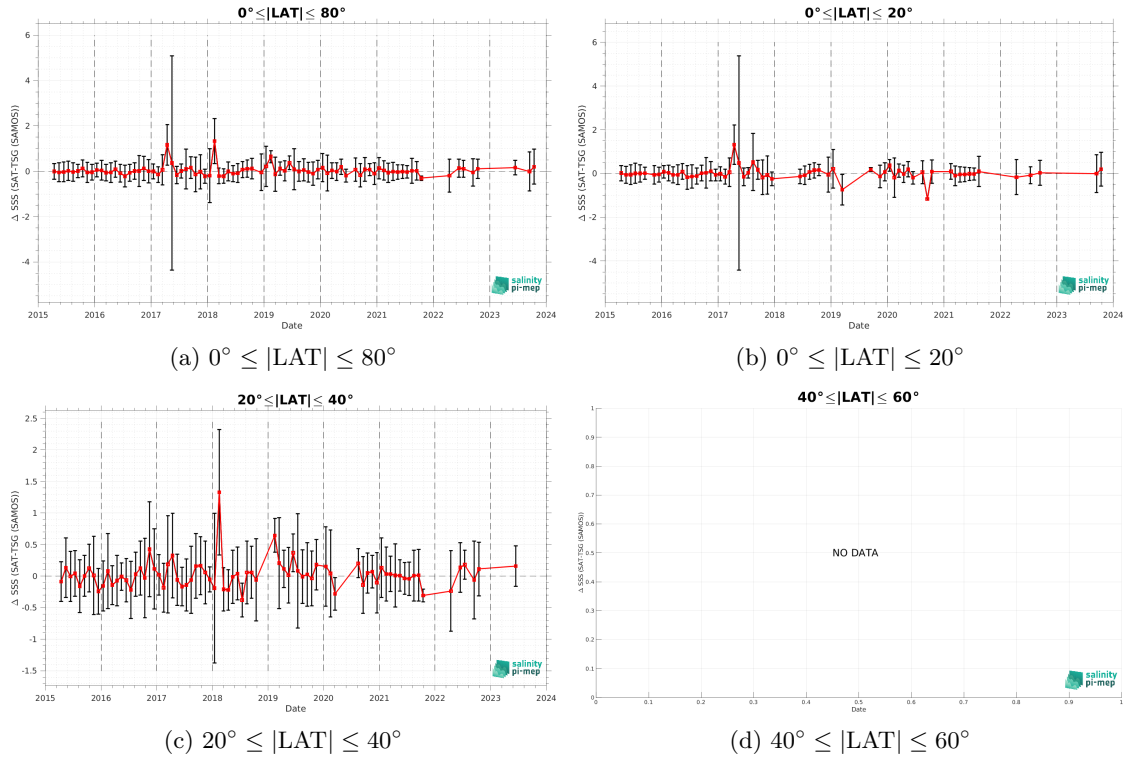 0°≤|LAT|≤ 80°
Δ SSS (SAT-TSG (SAMOS))
6
4
2
0
-2
-4
2015 2016 2017 2018 2019 2020 2021 2022 2023 2024
Date
salinity
pi-mep
(a) 0° ≤ |LAT| ≤ 80°
0°≤|LAT|≤ 20°
Δ SSS (SAT-TSG (SAMOS))
6
4
2
0
-2
-4
2015 2016 2017 2018 2019 2020 2021 2022 2023 2024
Date
salinity
pi-mep
(b) 0° ≤ |LAT| ≤ 20°
20°≤|LAT|≤ 40°
Δ SSS (SAT-TSG (SAMOS))
2.5
2
1.5
1
0.5
0
-0.5
-1
-1.5
2015 2016 2017 2018 2019 2020 2021 2022 2023 2024
Date
salinity
pi-mep
(c) 20° ≤ |LAT| ≤ 40°
40°≤|LAT|≤ 60°
Δ SSS (SAT-TSG (SAMOS))
1
0.9
0.8
0.7
0.6
0.5
0.4
0.3
0.2
0.1
0
NO DATA
0 0.1 0.2 0.3 0.4 0.5 0.6 0.7 0.8 0.9 1
Date
salinity
pi-mep
(d) 40° ≤ |LAT| ≤ 60°